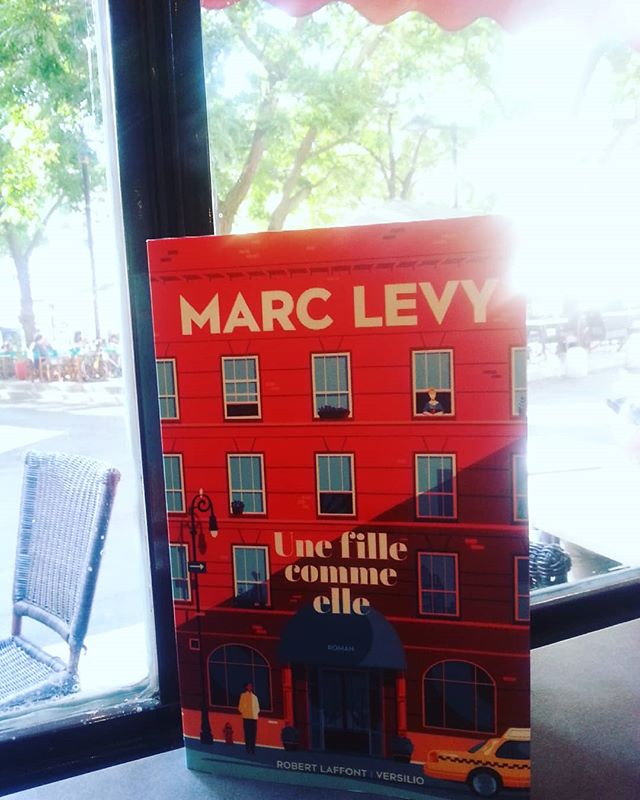 MARC LEVY
Une fille
comme
elle
ROMAN
ROBERT LAFFONT | VERSILIO